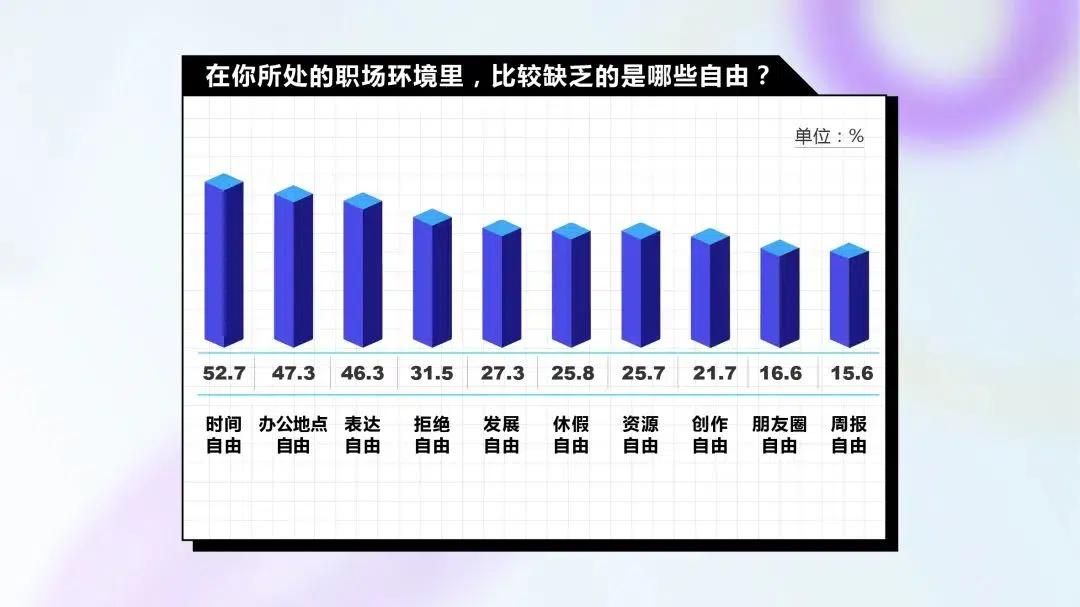 在你所处的职场环境里，比较缺乏的是哪些自由？
单位：%
52.7 47.3 46.3 31.5 27.3 25.8 25.7 21.7 16.6 15.6
时间 办公地点 表达 拒绝 发展 休假 资源 创作 朋友圈 周报
自由 自由 自由 自由 自由 自由 自由 自由 自由 自由